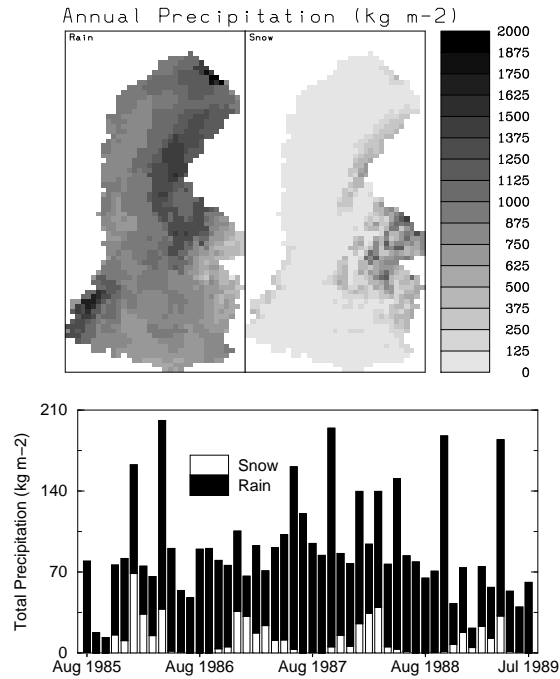 Annual Precipitation (kg m-2)
Rain
Snow
2000
1875
1750
1625
1500
1375
1250
1125
1000
875
750
625
500
375
250
125
0
Total Precipitation (kg m-2)
210
140
70
0
Snow
Rain
Aug 1985
Aug 1986
Aug 1987
Aug 1988
Jul 1989